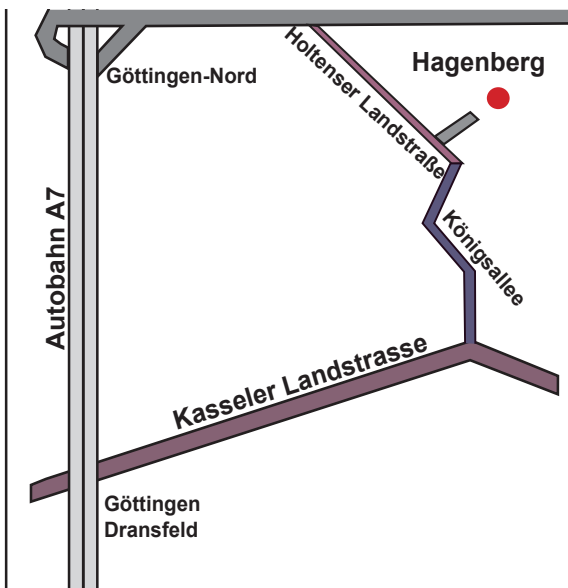 Holtenser Landstraße
Hagenberg
Göttingen-Nord
Autobahn A7
Königsallee
Kasseler Landstrasse
Göttingen
Dransfeld